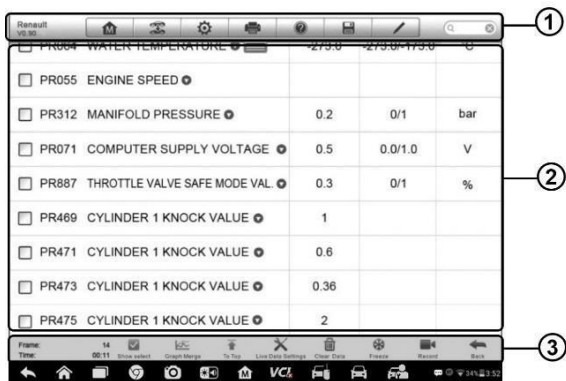 Renault
V0.90...
1
PR064 WATER TEMPERATURE -273.0 -273.0/-173.0 °C
PR055 ENGINE SPEED
PR312 MANIFOLD PRESSURE 0.2 0/1 bar
PR071 COMPUTER SUPPLY VOLTAGE 0.5 0.0/1.0 V
PR887 THROTTLE VALVE SAFE MODE VAL. 0.3 0/1 %
2
PR469 CYLINDER 1 KNOCK VALUE 1
PR471 CYLINDER 1 KNOCK VALUE 0.6
PR473 CYLINDER 1 KNOCK VALUE 0.36
PR475 CYLINDER 1 KNOCK VALUE 2
Frame: 14
Time: 00:11 Show select Graph Merge To Top Live Data Settings Clear Data Freeze Record Back
3
VCI 34% 3:52